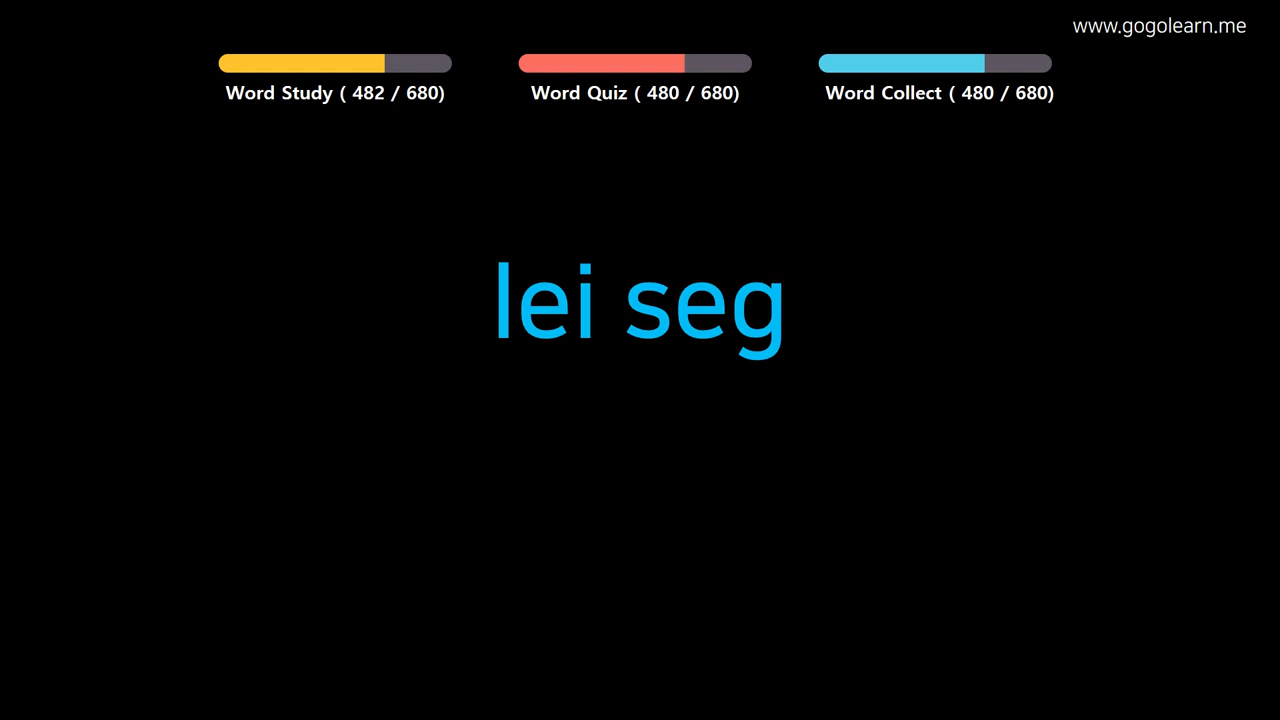 www.gogolearn.me
Word Study ( 482 / 680)
Word Quiz ( 480 / 680)
Word Collect ( 480 / 680)
lei seg